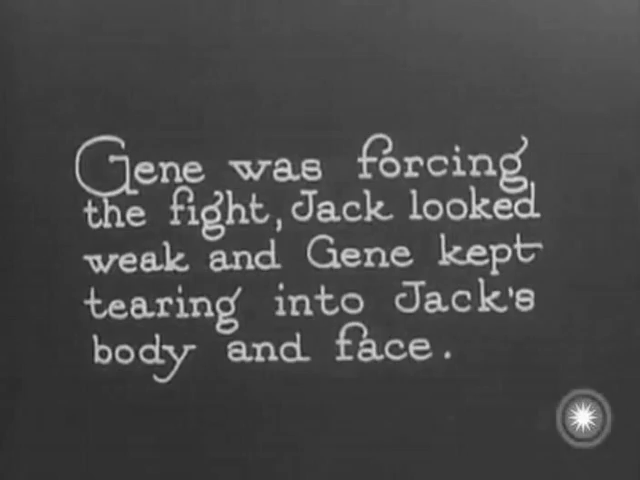 Gene was forcing
the fight, Jack looked
weak and Gene kept
tearing into Jack's
body and face.